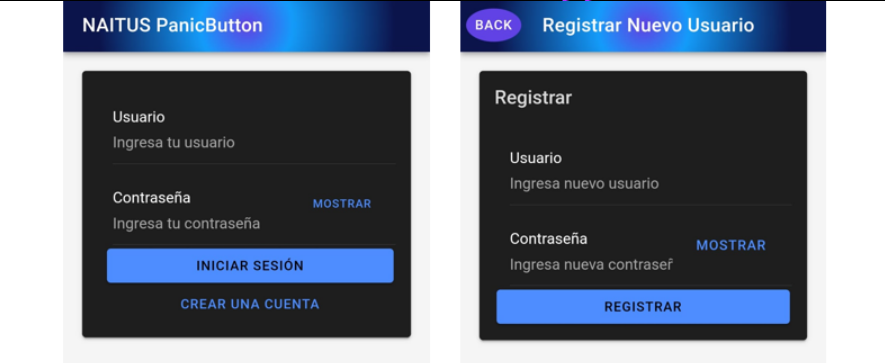 NAITUS PanicButton
Usuario
Ingresa tu usuario
Contraseña
MOSTRAR
Ingresa tu contraseña
INICIAR SESIÓN
CREAR UNA CUENTA
BACK
Registrar Nuevo Usuario
Registrar
Usuario
Ingresa nuevo usuario
Contraseña
MOSTRAR
Ingresa nueva contraseñ
REGISTRAR